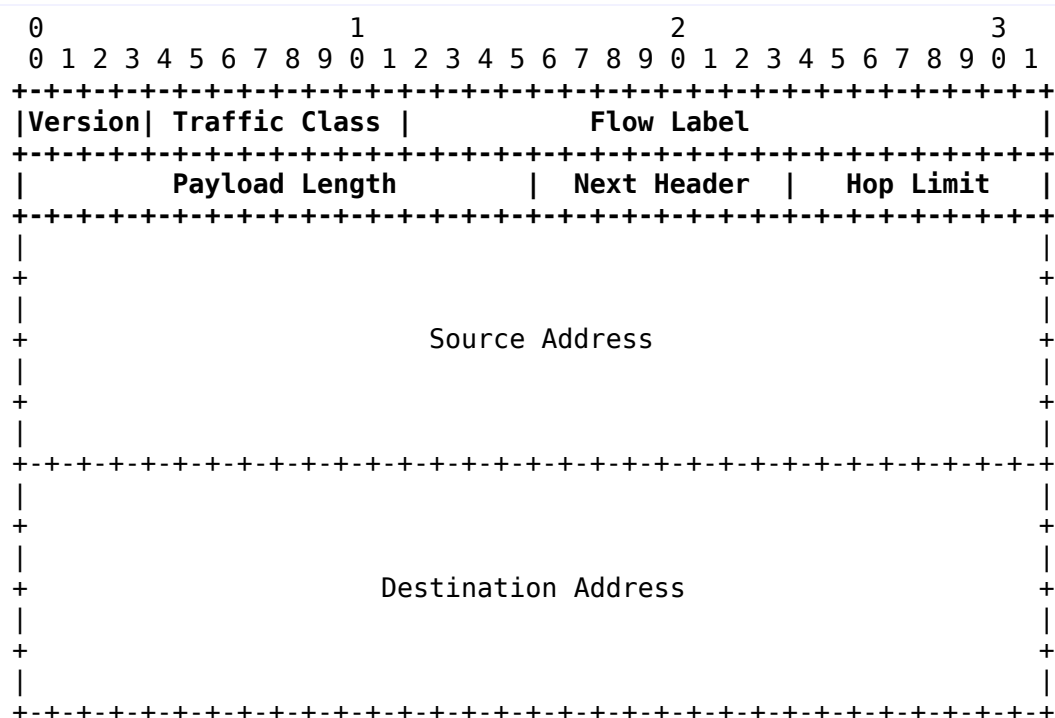 0                   1                   2                   3
 0 1 2 3 4 5 6 7 8 9 0 1 2 3 4 5 6 7 8 9 0 1 2 3 4 5 6 7 8 9 0 1
+-+-+-+-+-+-+-+-+-+-+-+-+-+-+-+-+-+-+-+-+-+-+-+-+-+-+-+-+-+-+-+-+
|Version| Traffic Class |           Flow Label                  |
+-+-+-+-+-+-+-+-+-+-+-+-+-+-+-+-+-+-+-+-+-+-+-+-+-+-+-+-+-+-+-+-+
|         Payload Length        |  Next Header  |   Hop Limit   |
+-+-+-+-+-+-+-+-+-+-+-+-+-+-+-+-+-+-+-+-+-+-+-+-+-+-+-+-+-+-+-+-+
|                                                               |
+                                                               +
|                                                               |
+                         Source Address                        +
|                                                               |
+                                                               +
|                                                               |
+-+-+-+-+-+-+-+-+-+-+-+-+-+-+-+-+-+-+-+-+-+-+-+-+-+-+-+-+-+-+-+-+
|                                                               |
+                                                               +
|                                                               |
+                      Destination Address                      +
|                                                               |
+                                                               +
|                                                               |
+-+-+-+-+-+-+-+-+-+-+-+-+-+-+-+-+-+-+-+-+-+-+-+-+-+-+-+-+-+-+-+-+